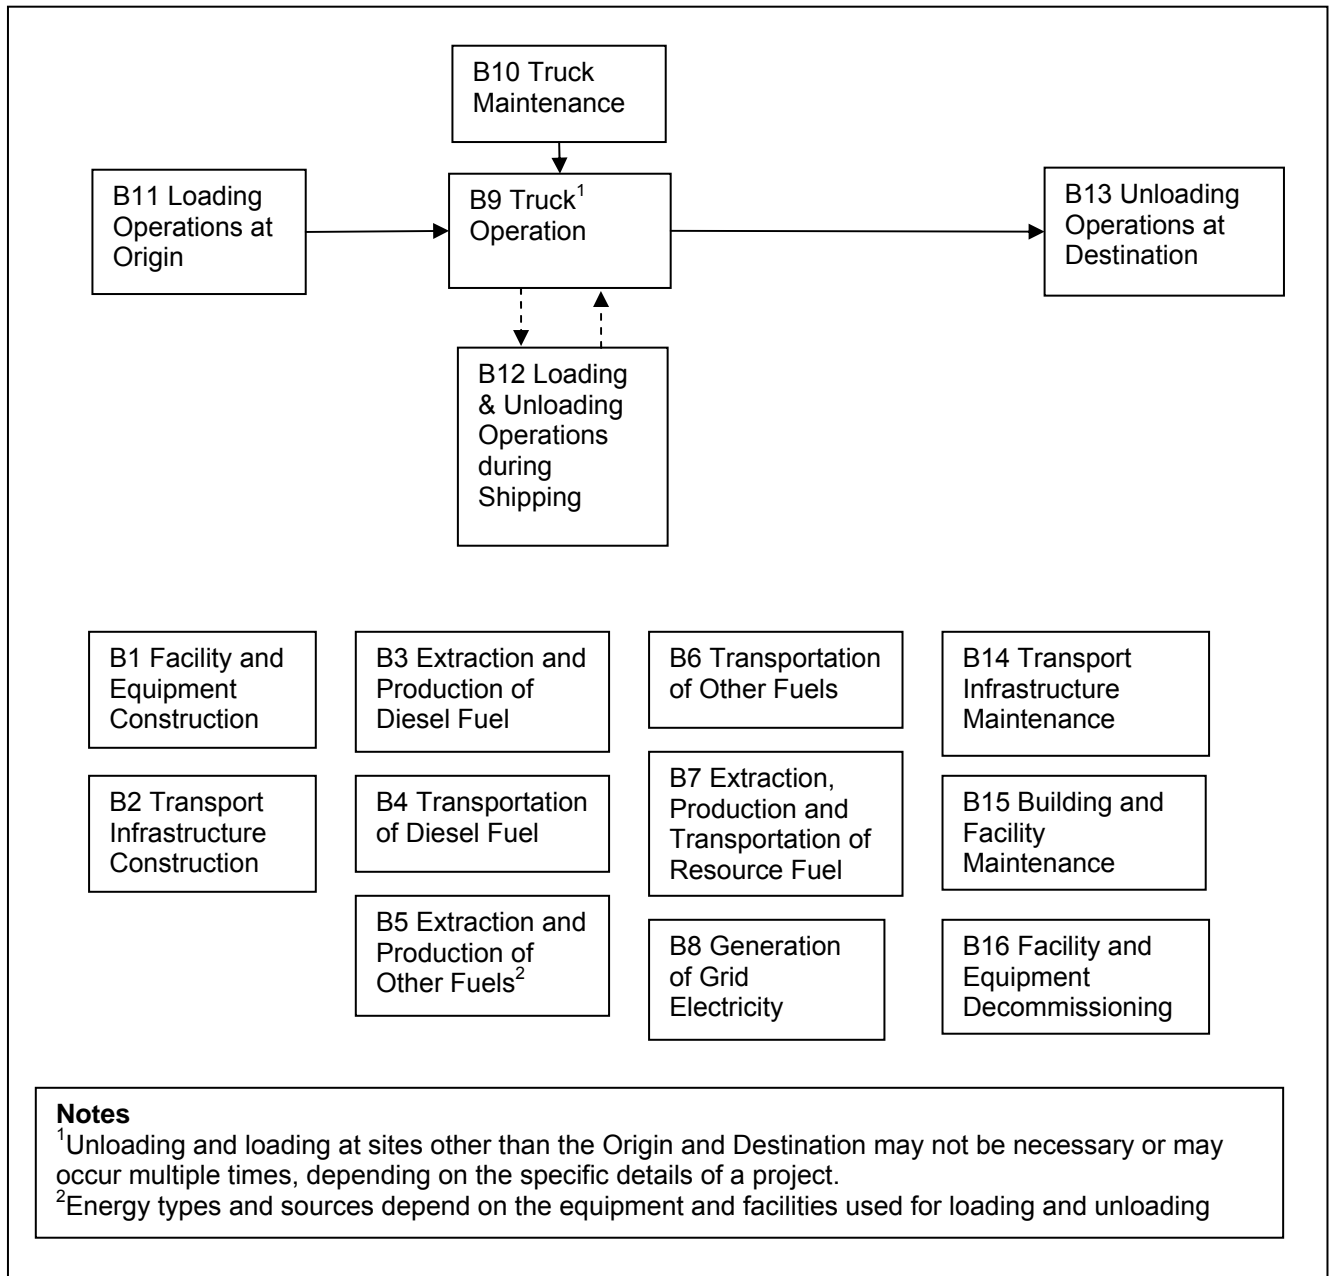 B10 Truck
Maintenance
B11 Loading
Operations at
Origin
B9 Truck¹
Operation
B13 Unloading
Operations at
Destination
B12 Loading
& Unloading
Operations
during
Shipping
B1 Facility and
Equipment
Construction
B2 Transport
Infrastructure
Construction
B3 Extraction and
Production of
Diesel Fuel
B4 Transportation
of Diesel Fuel
B5 Extraction and
Production of
Other Fuels²
B6 Transportation
of Other Fuels
B7 Extraction,
Production and
Transportation of
Resource Fuel
B8 Generation
of Grid
Electricity
B14 Transport
Infrastructure
Maintenance
B15 Building and
Facility
Maintenance
B16 Facility and
Equipment
Decommissioning
Notes
¹Unloading and loading at sites other than the Origin and Destination may not be necessary or may
occur multiple times, depending on the specific details of a project.
²Energy types and sources depend on the equipment and facilities used for loading and unloading